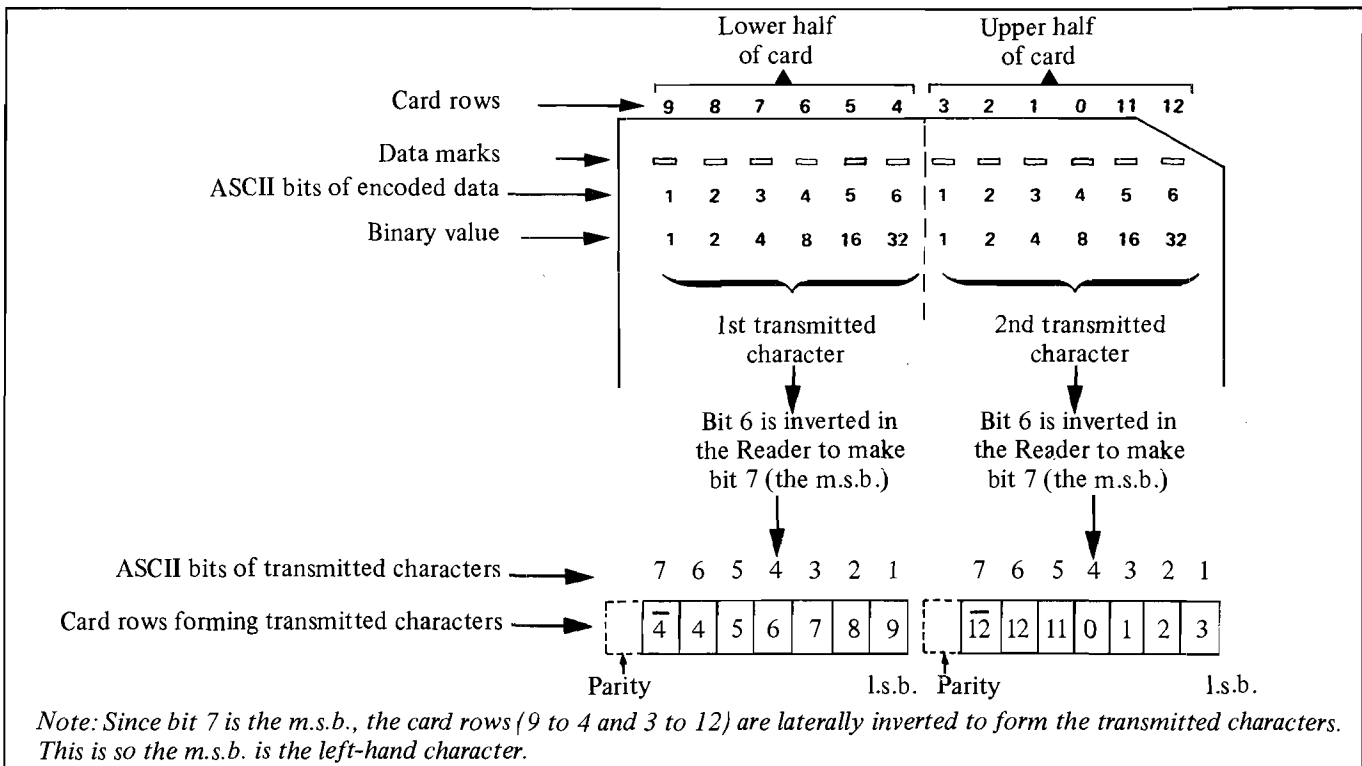 Lower half
of card
Upper half
of card
Card rows
9 8 7 6 5 4 3 2 1 0 11 12
Data marks
ASCII bits of encoded data
1 2 3 4 5 6 1 2 3 4 5 6
Binary value
1 2 4 8 16 32 1 2 4 8 16 32
1st transmitted
character
2nd transmitted
character
Bit 6 is inverted in
the Reader to make
bit 7 (the m.s.b.)
Bit 6 is inverted in
the Reader to make
bit 7 (the m.s.b.)
ASCII bits of transmitted characters
7 6 5 4 3 2 1 7 6 5 4 3 2 1
Card rows forming transmitted characters
4̅ 4 5 6 7 8 9 1̅2̅ 12 11 0 1 2 3
Parity l.s.b. Parity l.s.b.
Note: Since bit 7 is the m.s.b., the card rows (9 to 4 and 3 to 12) are laterally inverted to form the transmitted characters.
This is so the m.s.b. is the left-hand character.